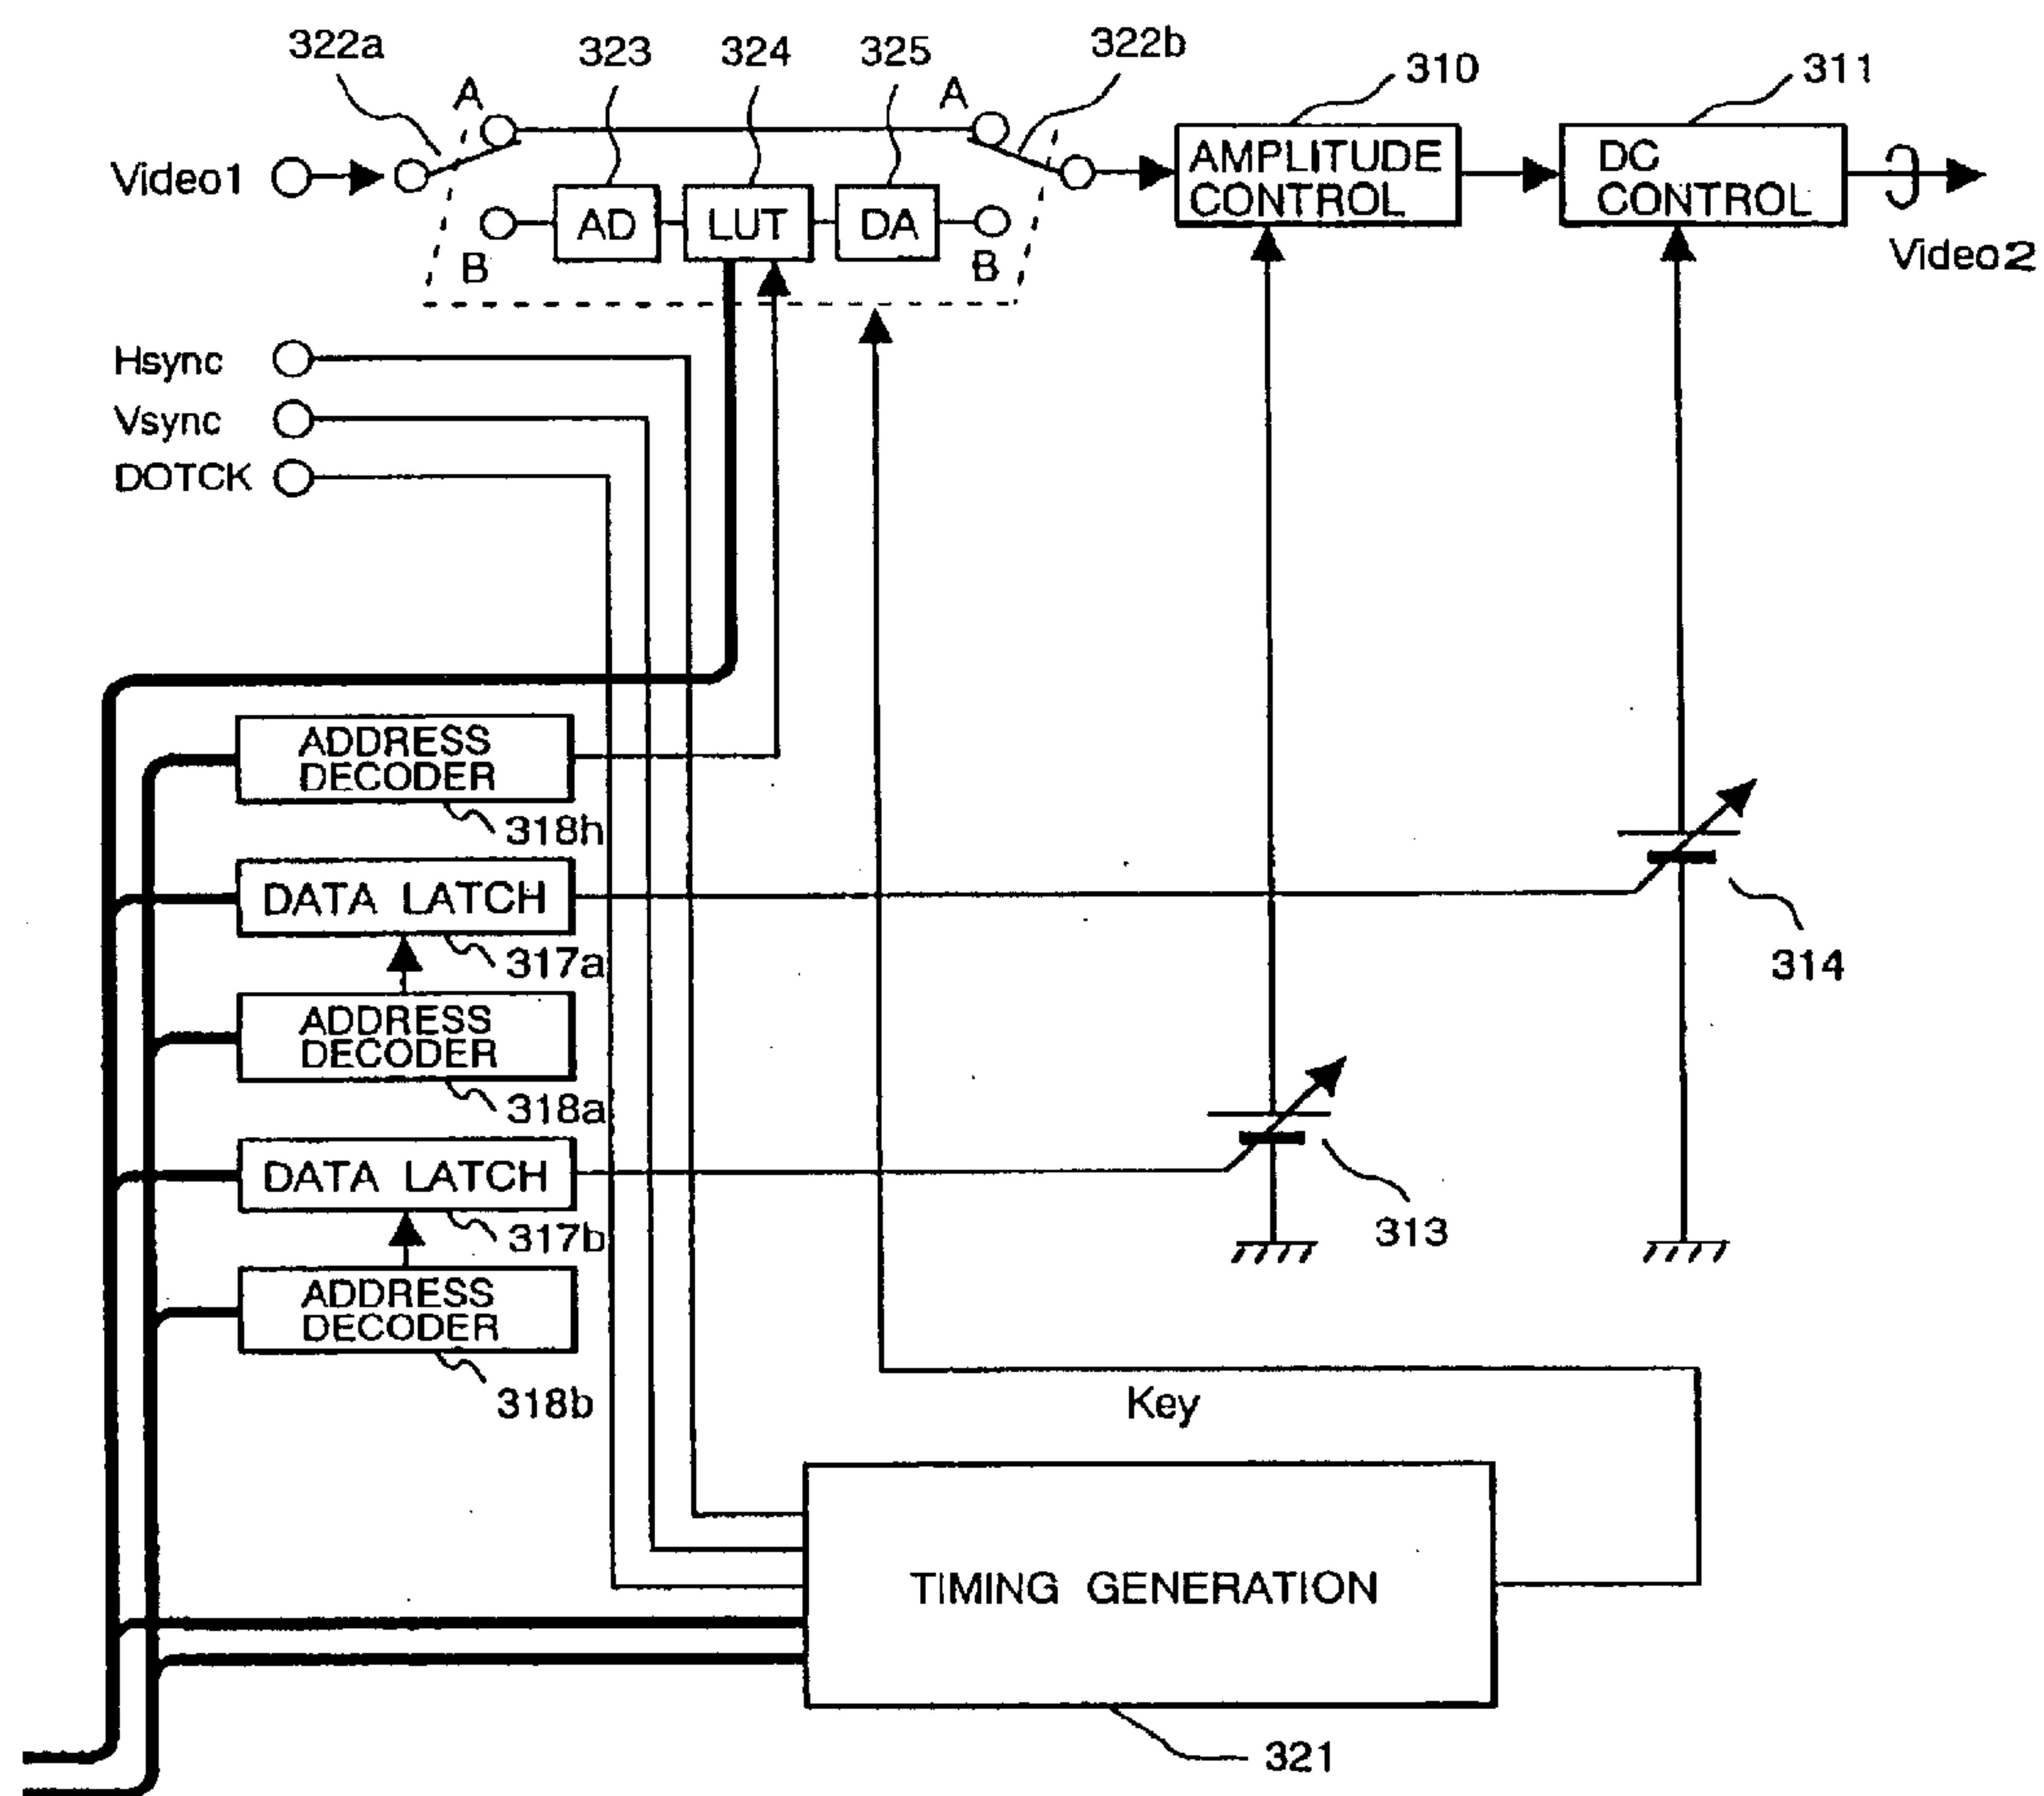 322a
323
324
325
322b
310
311
A
A
Video1
AMPLITUDE
CONTROL
DC
CONTROL
AD
LUT
DA
B
B
Video2
Hsync
Vsync
DOTCK
ADDRESS
DECODER
318h
DATA LATCH
317a
314
ADDRESS
DECODER
318a
DATA LATCH
317b
313
ADDRESS
DECODER
318b
Key
TIMING GENERATION
321